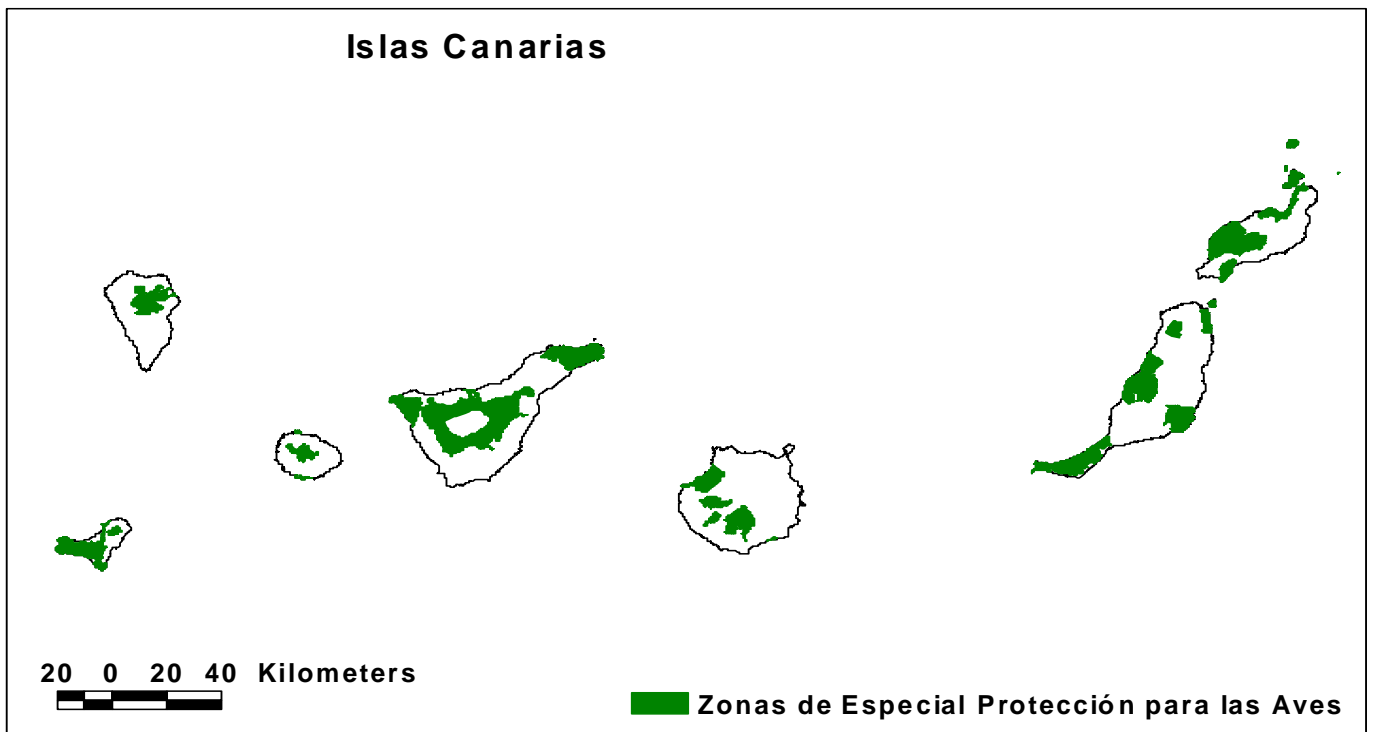 Islas Canarias
20 0 20 40 Kilometers
Zonas de Especial Protección para las Aves